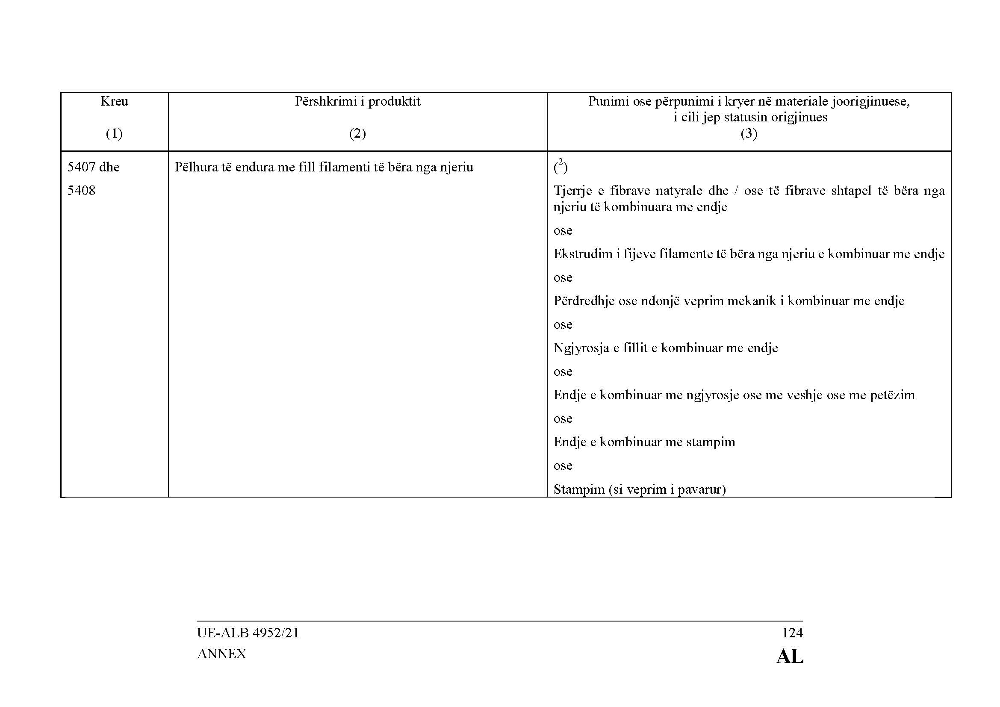 Kreu
(1)
Përshkrimi i produktit
(2)
Punimi ose përpunimi i kryer në materiale joorigjinuese,
i cili jep statusin origjinues
(3)
5407 dhe
5408
Pëlhura të endura me fill filamenti të bëra nga njeriu
(²)
Tjerrje e fibrave natyrale dhe / ose të fibrave shtapel të bëra nga
njeriu të kombinuara me endje
ose
Ekstrudim i fijeve filamente të bëra nga njeriu e kombinuar me endje
ose
Përdredhje ose ndonjë veprim mekanik i kombinuar me endje
ose
Ngjyrosja e fillit e kombinuar me endje
ose
Endje e kombinuar me ngjyrosje ose me veshje ose me petëzim
ose
Endje e kombinuar me stampim
ose
Stampim (si veprim i pavarur)
UE-ALB 4952/21
124
ANNEX
AL